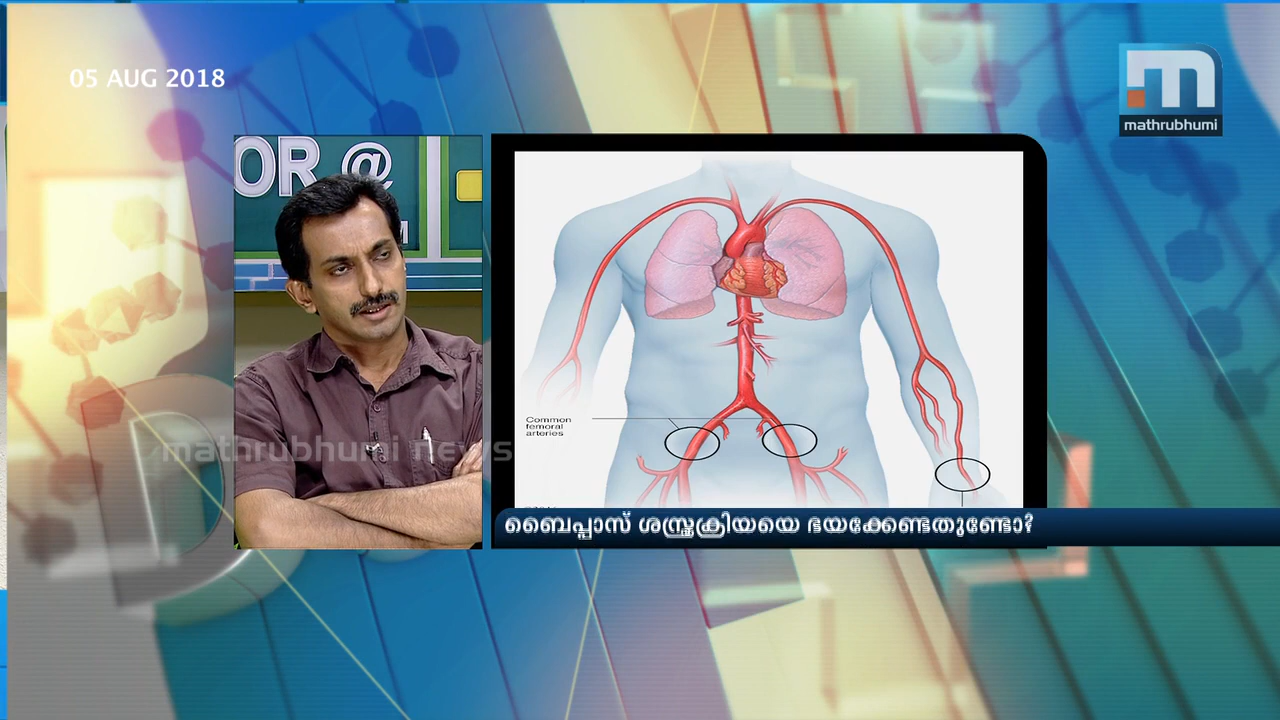 05 AUG 2018
mathrubhumi
OR @
M
Common
femoral
arteries
mathrubhumi news
ബൈപ്പാസ് ശസ്ത്രക്രിയയെ ഭയക്കേണ്ടതുണ്ടോ?